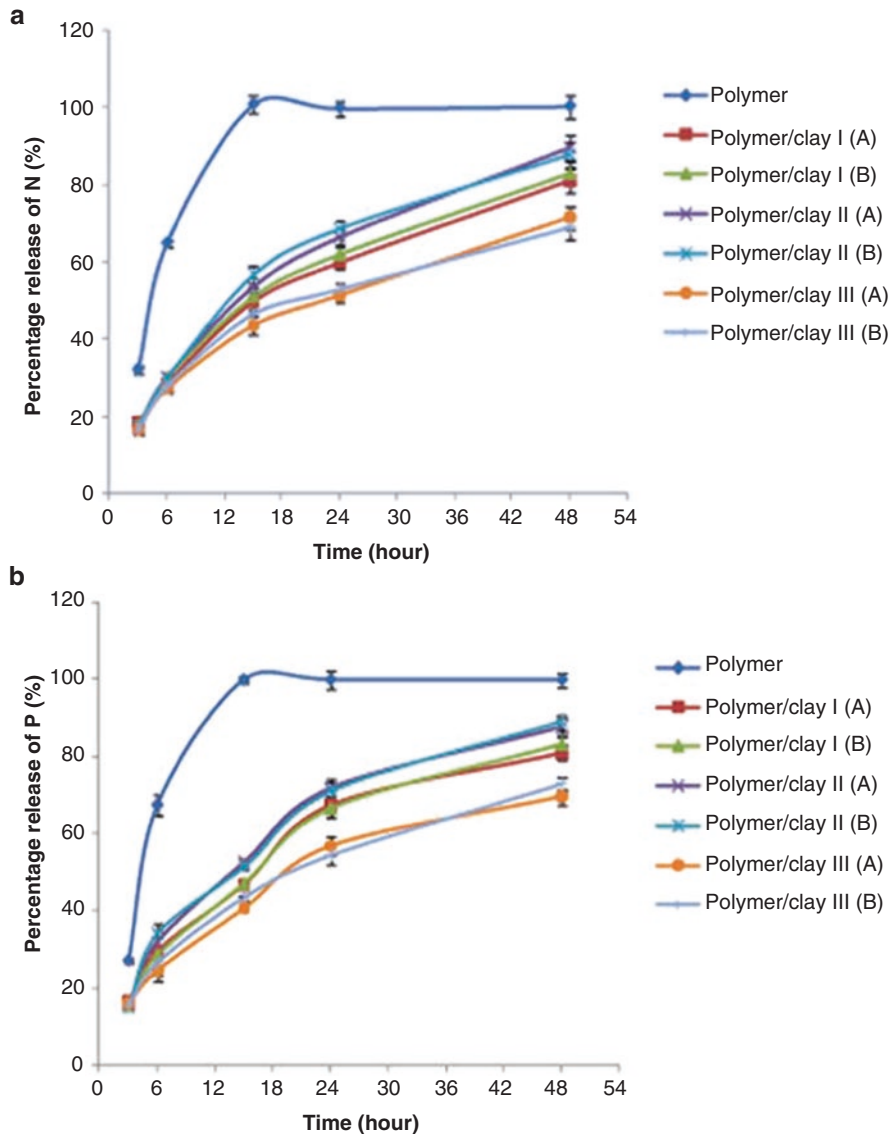 a
120
100
80
60
40
20
0
Percentage release of N (%)
0 6 12 18 24 30 36 42 48 54
Time (hour)
Polymer
Polymer/clay I (A)
Polymer/clay I (B)
Polymer/clay II (A)
Polymer/clay II (B)
Polymer/clay III (A)
Polymer/clay III (B)
b
120
100
80
60
40
20
0
Percentage release of P (%)
0 6 12 18 24 30 36 42 48 54
Time (hour)
Polymer
Polymer/clay I (A)
Polymer/clay I (B)
Polymer/clay II (A)
Polymer/clay II (B)
Polymer/clay III (A)
Polymer/clay III (B)